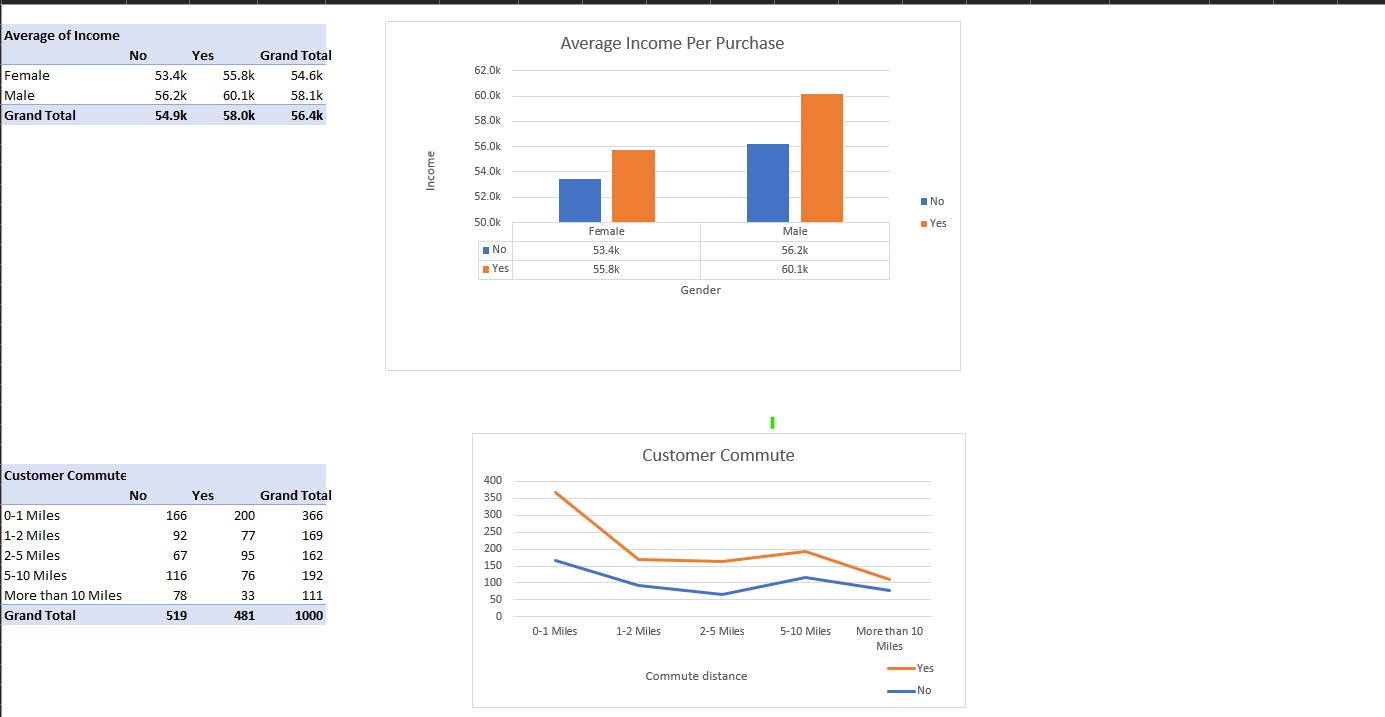 Average of Income
No Yes Grand Total
Female 53.4k 55.8k 54.6k
Male 56.2k 60.1k 58.1k
Grand Total 54.9k 58.0k 56.4k
Average Income Per Purchase
62.0k
60.0k
58.0k
56.0k
54.0k
52.0k
50.0k
Income
Female Male
No 53.4k 56.2k
Yes 55.8k 60.1k
Gender
No
Yes
Customer Commute
No Yes Grand Total
0-1 Miles 166 200 366
1-2 Miles 92 77 169
2-5 Miles 67 95 162
5-10 Miles 116 76 192
More than 10 Miles 78 33 111
Grand Total 519 481 1000
Customer Commute
400
350
300
250
200
150
100
50
0
0-1 Miles 1-2 Miles 2-5 Miles 5-10 Miles More than 10
Miles
Commute distance
Yes
No